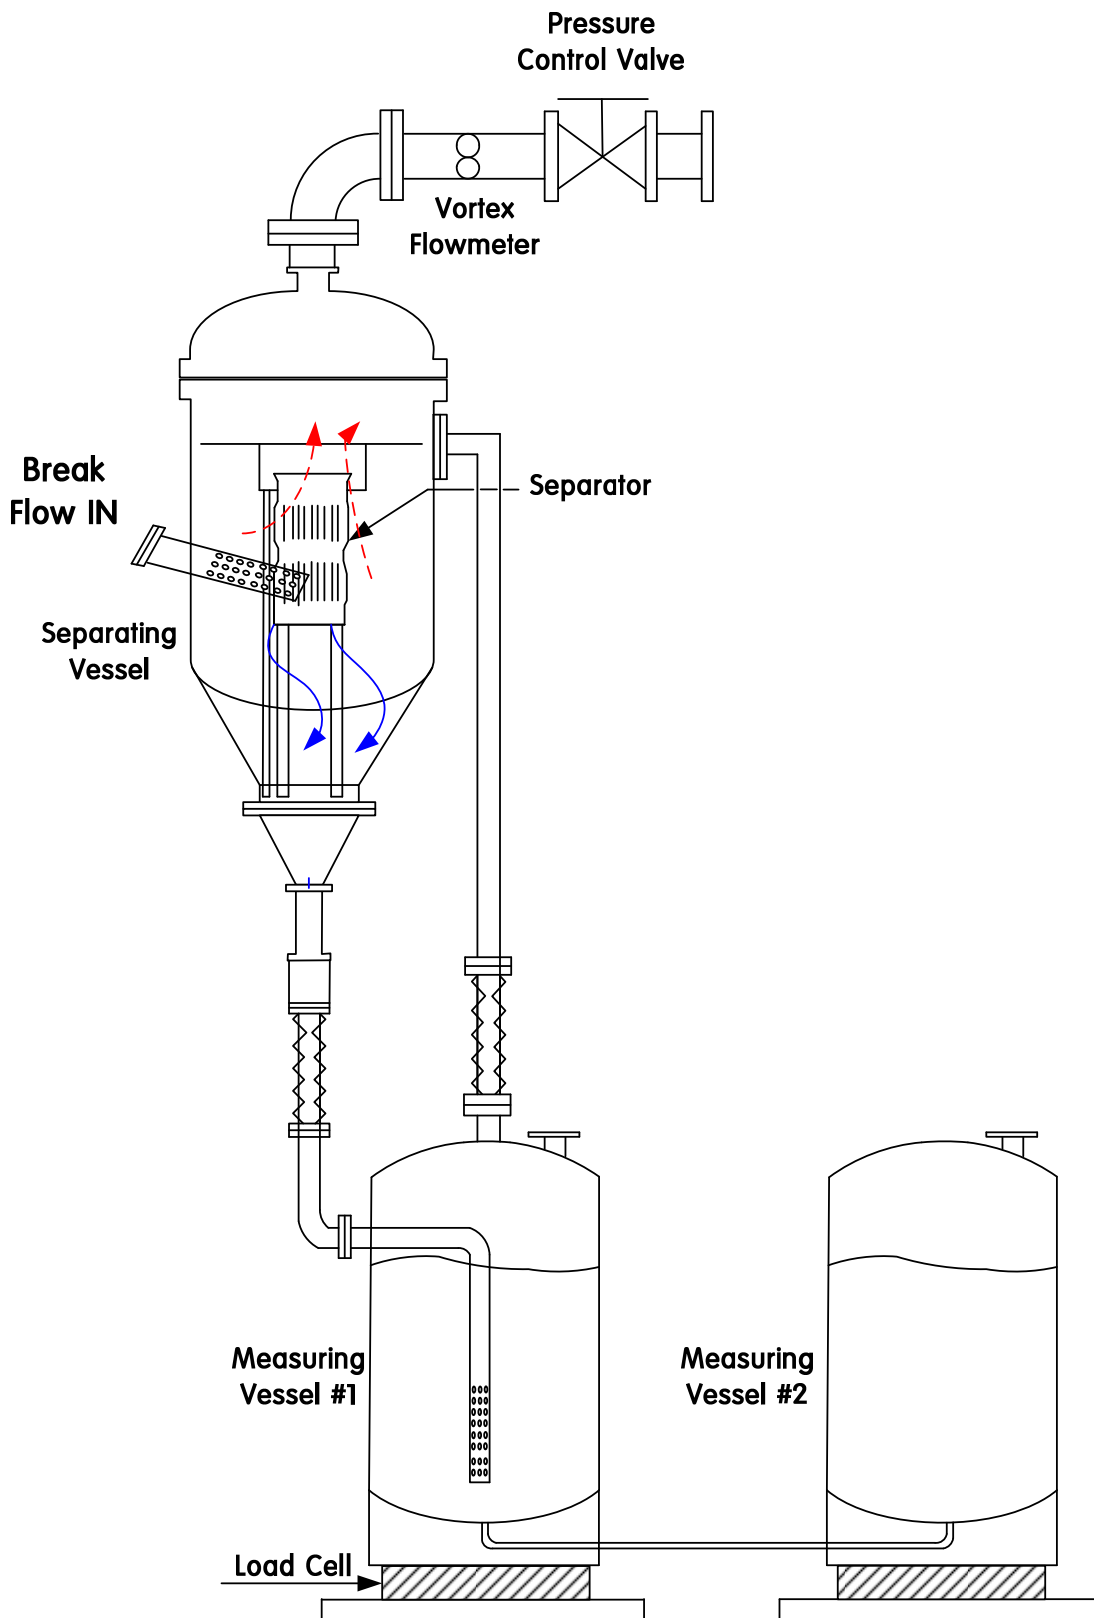 Pressure
Control Valve
Vortex
Flowmeter
Break
Flow IN
Separator
Separating
Vessel
Measuring
Vessel #1
Measuring
Vessel #2
Load Cell